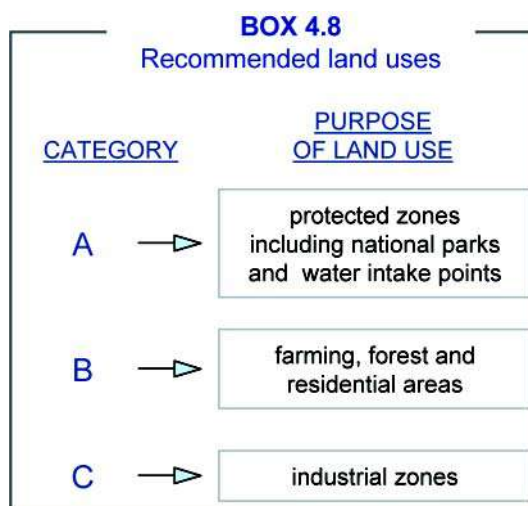 BOX 4.8
Recommended land uses
CATEGORY
PURPOSE
OF LAND USE
A
protected zones
including national parks
and water intake points
B
farming, forest and
residential areas
C
industrial zones